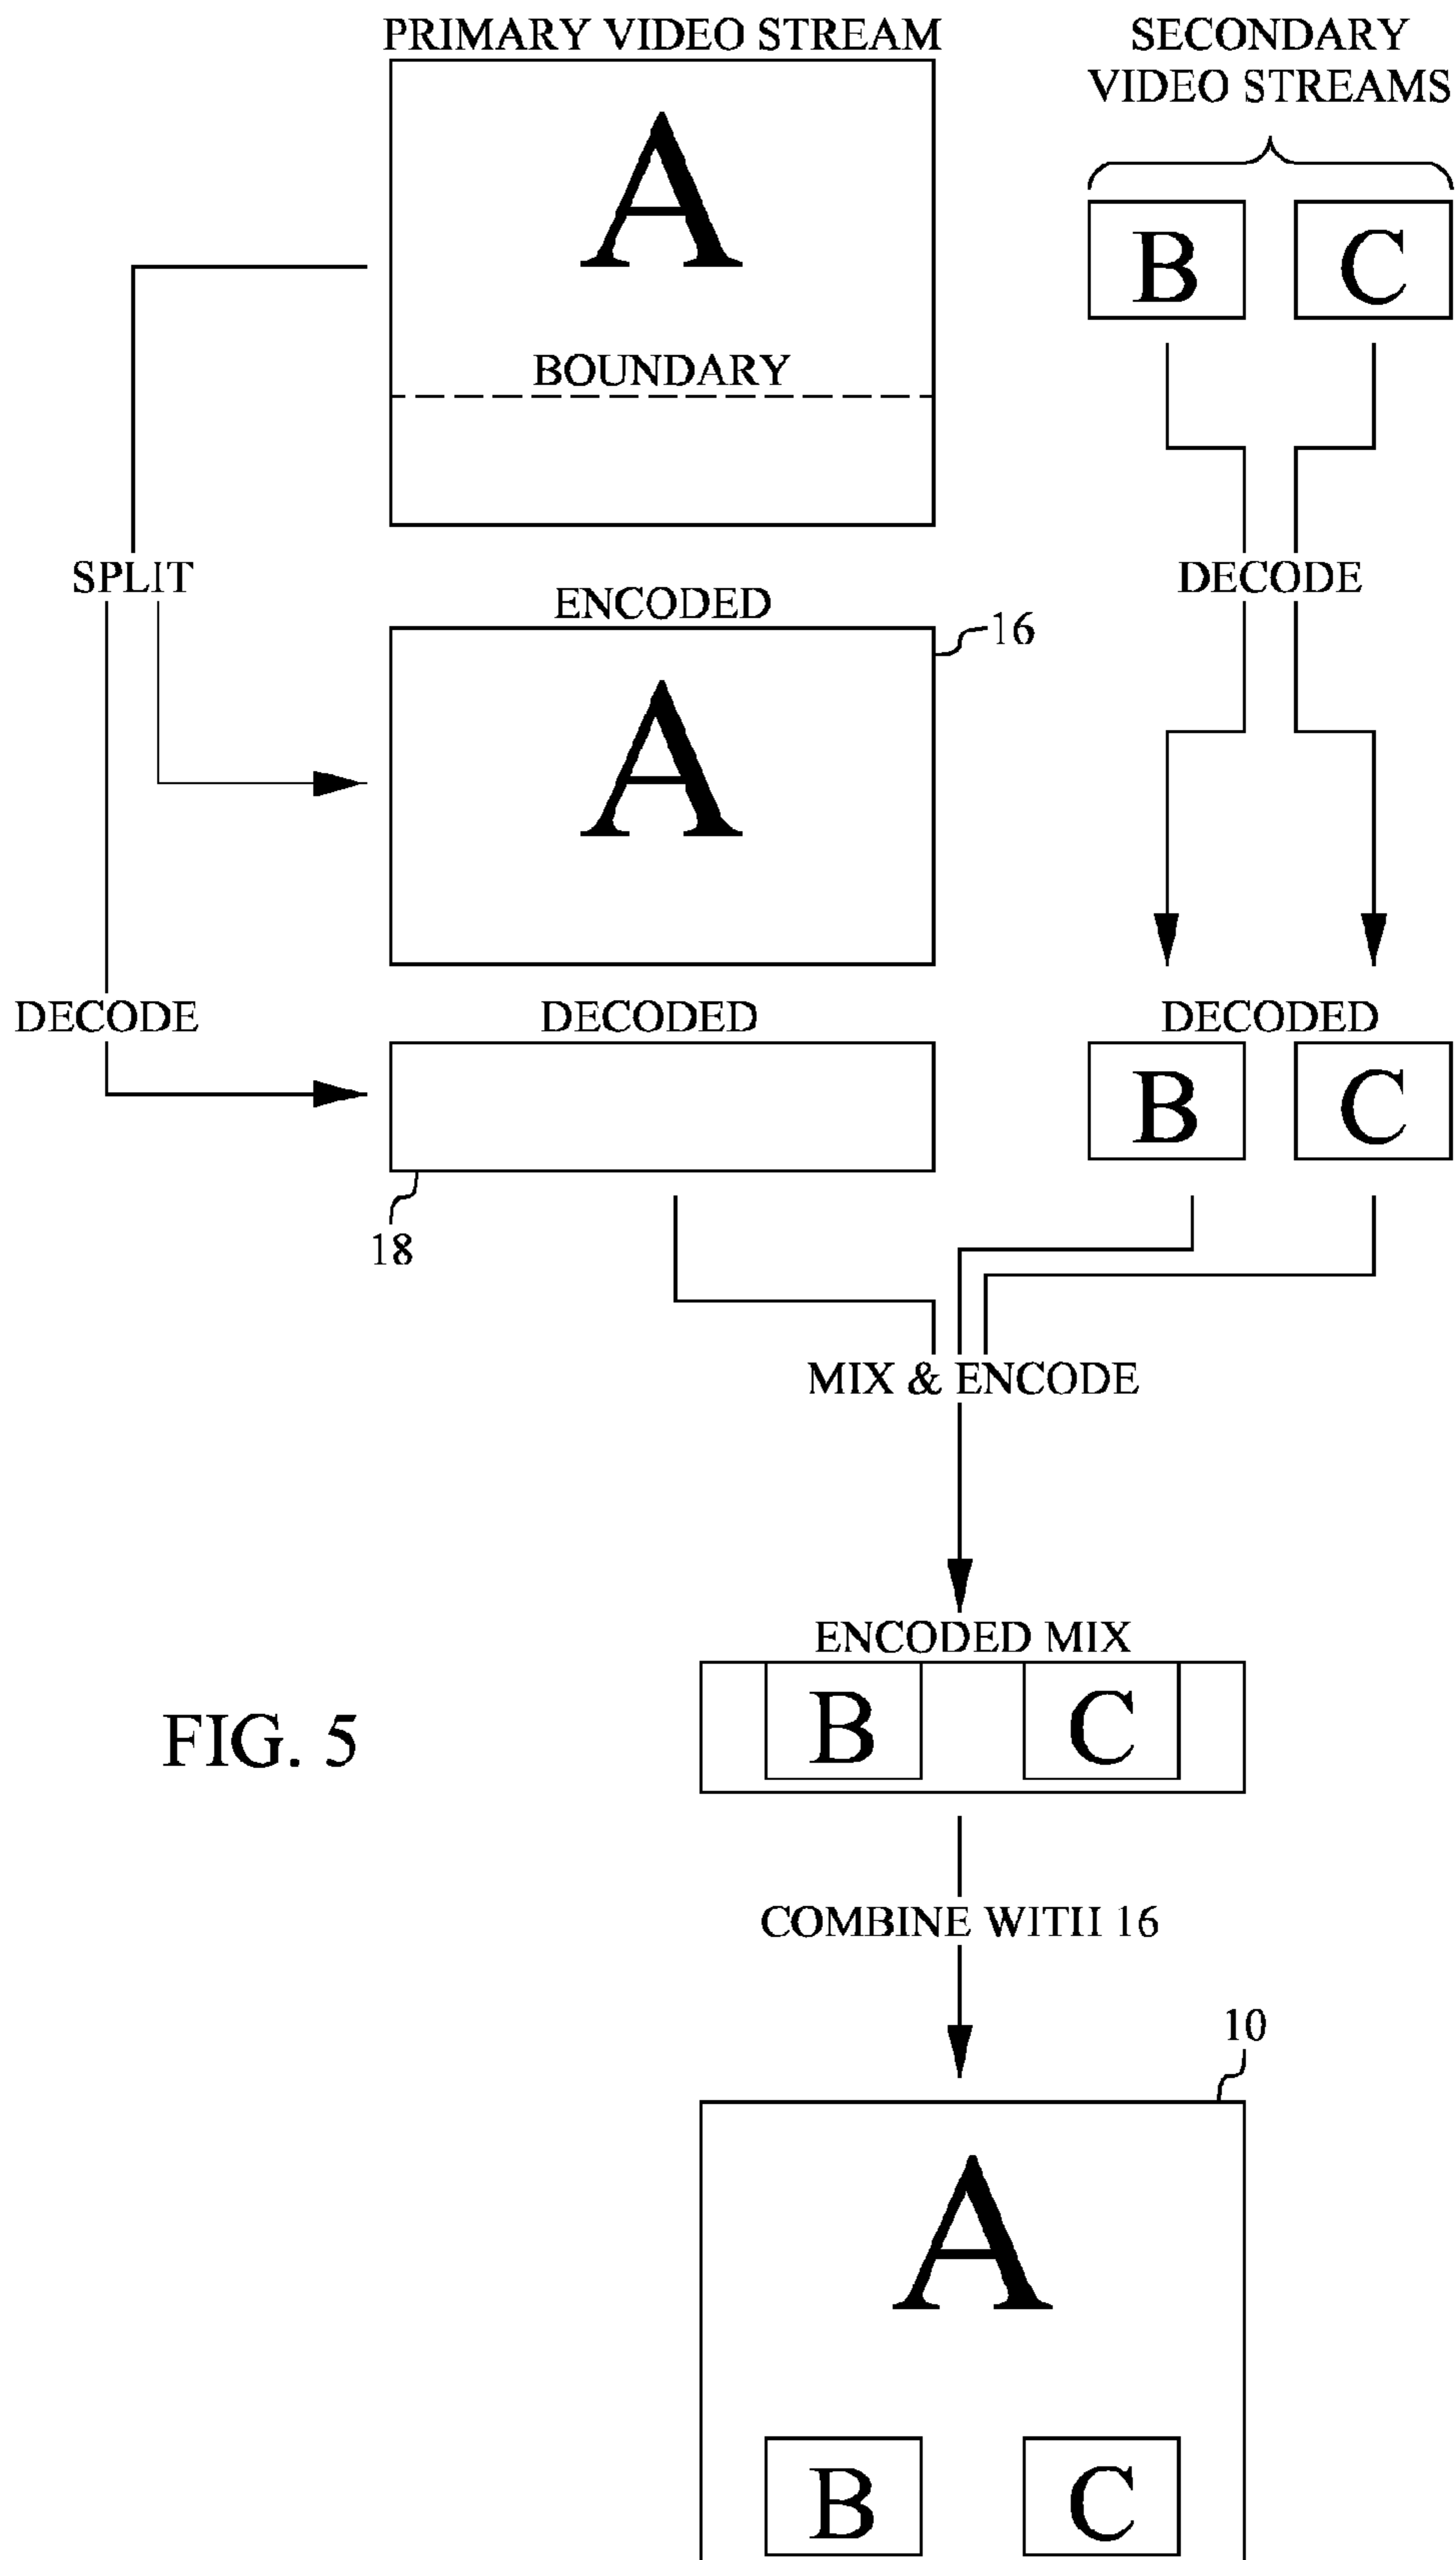 PRIMARY VIDEO STREAM
SECONDARY
VIDEO STREAMS
A
B
C
BOUNDARY
SPLIT
DECODE
ENCODED
16
A
DECODE
DECODED
DECODED
B
C
18
MIX & ENCODE
ENCODED MIX
B
C
FIG. 5
COMBINE WITH 16
10
A
B
C